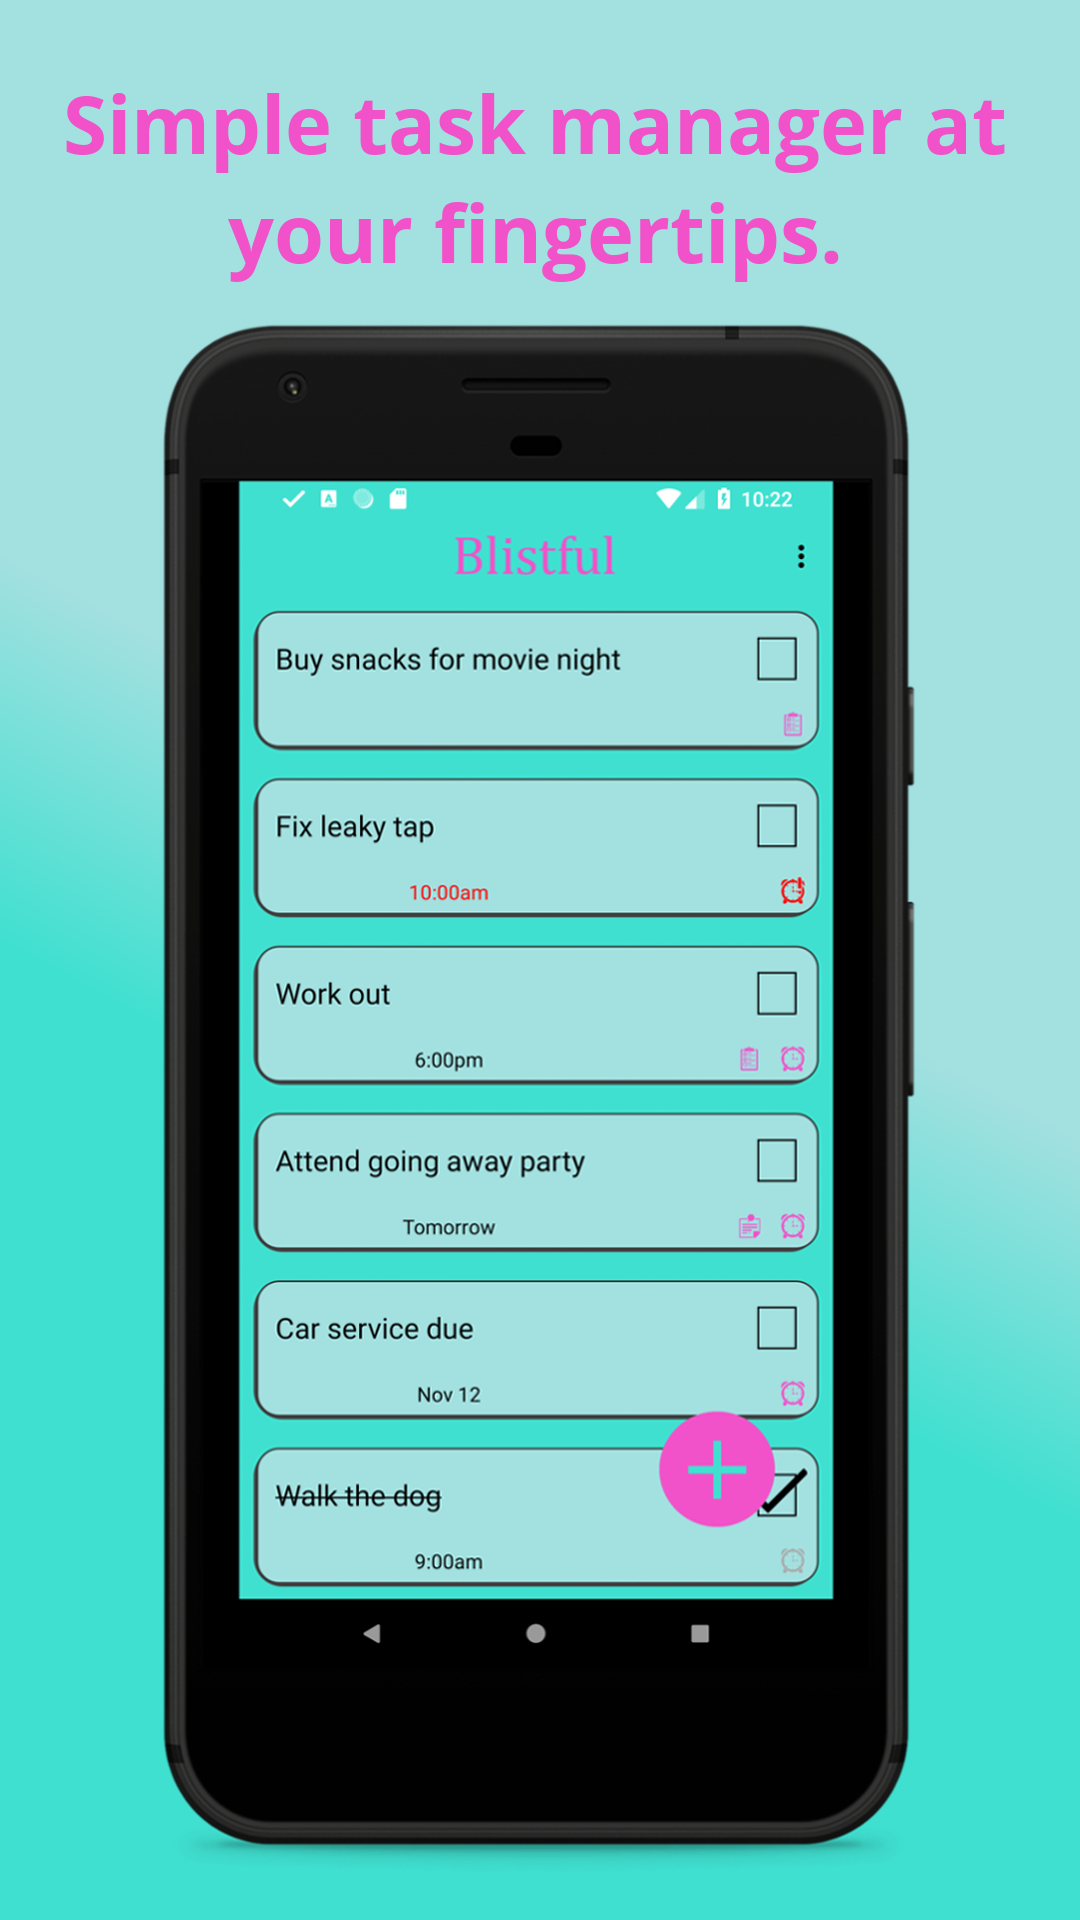 Simple task manager at
your fingertips.
10:22
Blistful
Buy snacks for movie night
Fix leaky tap
10:00am
Work out
6:00pm
Attend going away party
Tomorrow
Car service due
Nov 12
Walk the dog
9:00am